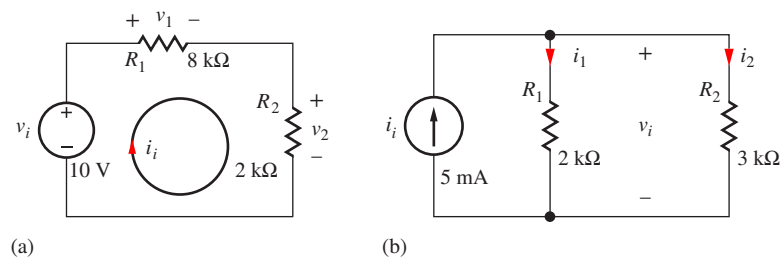 + v₁ −
R₁ 8 kΩ
vᵢ
+
−
10 V
iᵢ
R₂
+
v₂
−
2 kΩ
(a)
iᵢ
5 mA
i₁
R₁
2 kΩ
+
vᵢ
−
i₂
R₂
3 kΩ
(b)